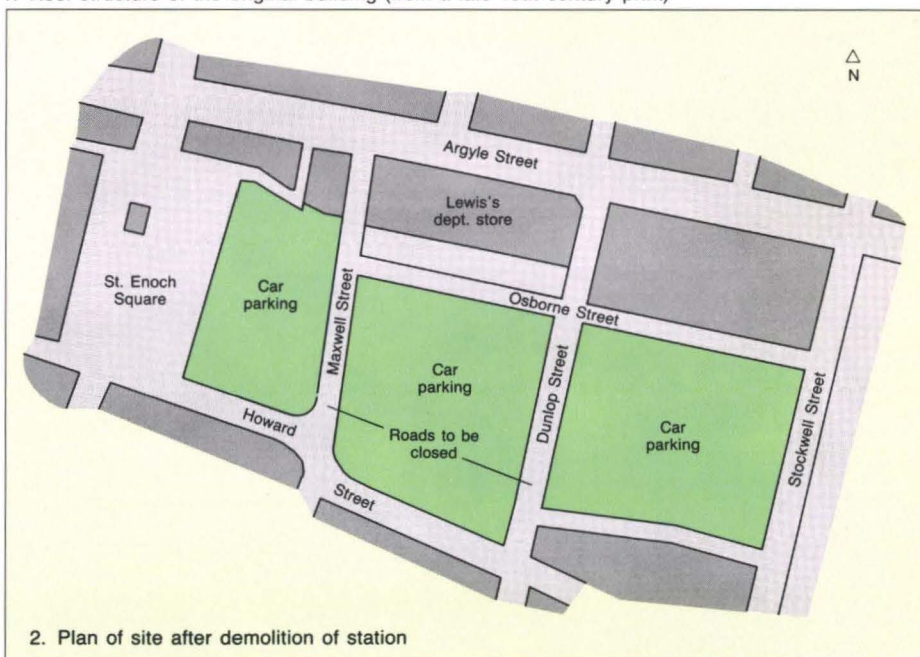 N
Argyle Street
Lewis's
dept. store
St. Enoch
Square
Car
parking
Maxwell Street
Osborne Street
Car
parking
Dunlop Street
Car
parking
Stockwell Street
Howard
Street
Roads to be
closed
2. Plan of site after demolition of station